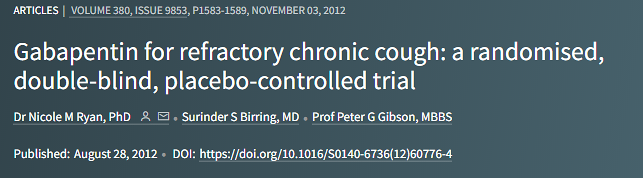 ARTICLES | VOLUME 380, ISSUE 9853, P1583-1589, NOVEMBER 03, 2012
Gabapentin for refractory chronic cough: a randomised,
double-blind, placebo-controlled trial
Dr Nicole M Ryan, PhD • Surinder S Birring, MD • Prof Peter G Gibson, MBBS
Published: August 28, 2012 • DOI: https://doi.org/10.1016/S0140-6736(12)60776-4